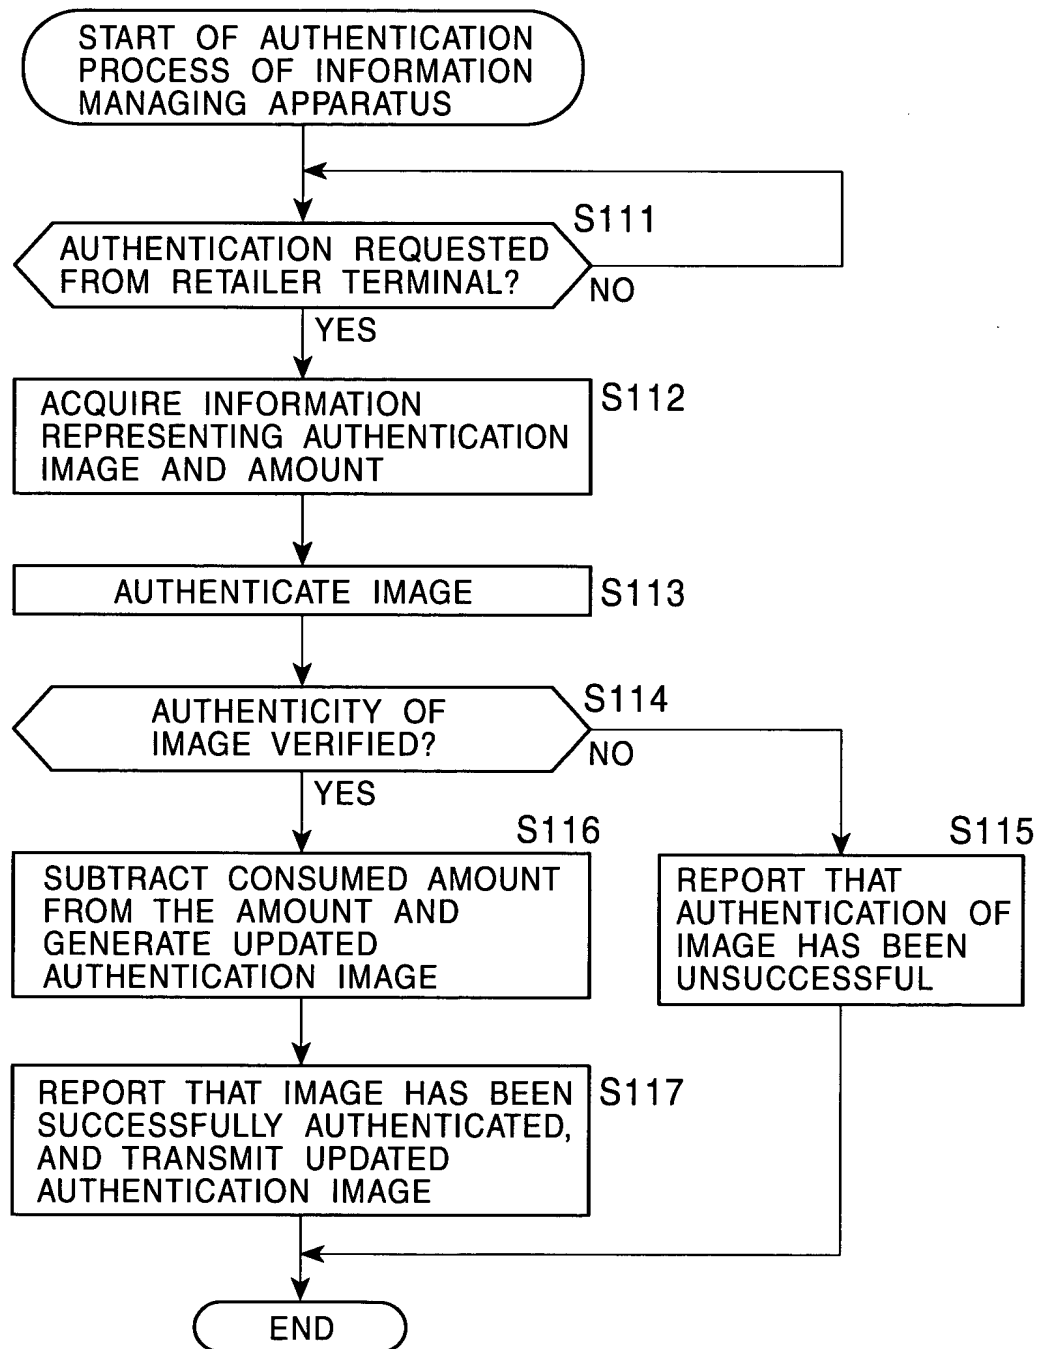 START OF AUTHENTICATION
PROCESS OF INFORMATION
MANAGING APPARATUS
S111
AUTHENTICATION REQUESTED
FROM RETAILER TERMINAL?
NO
YES
S112
ACQUIRE INFORMATION
REPRESENTING AUTHENTICATION
IMAGE AND AMOUNT
AUTHENTICATE IMAGE
S113
S114
AUTHENTICITY OF
IMAGE VERIFIED?
NO
YES
S116
SUBTRACT CONSUMED AMOUNT
FROM THE AMOUNT AND
GENERATE UPDATED
AUTHENTICATION IMAGE
S115
REPORT THAT
AUTHENTICATION OF
IMAGE HAS BEEN
UNSUCCESSFUL
REPORT THAT IMAGE HAS BEEN
SUCCESSFULLY AUTHENTICATED,
AND TRANSMIT UPDATED
AUTHENTICATION IMAGE
S117
END